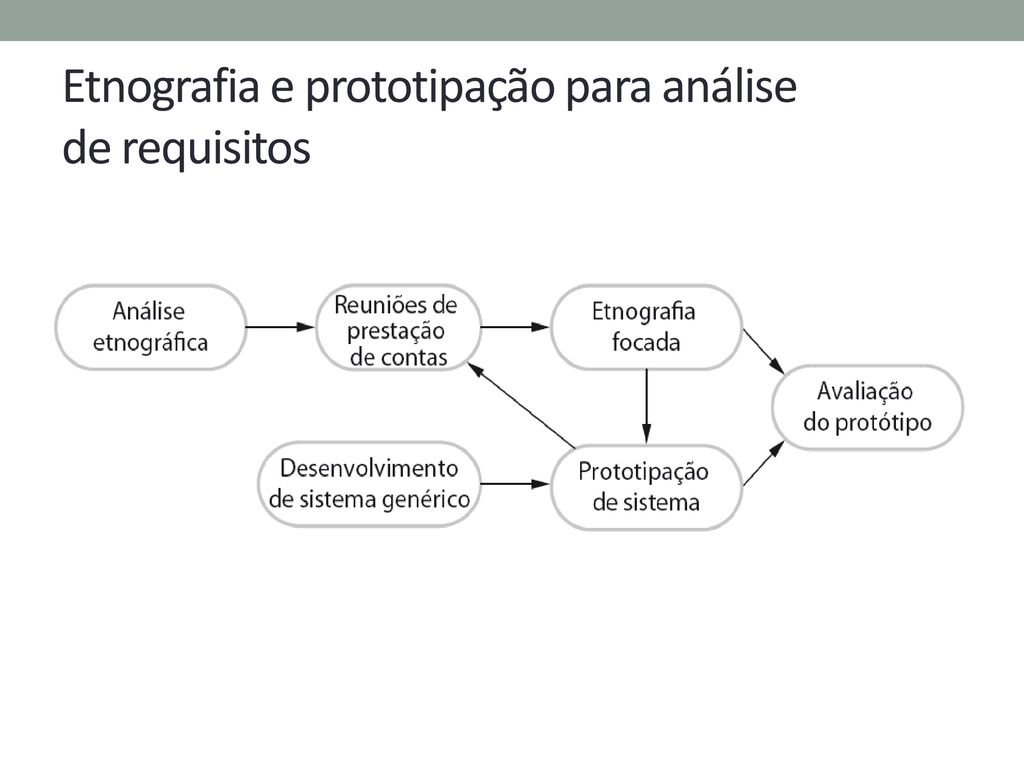 Etnografia e prototipação para análise
de requisitos
Análise
etnográfica
Reuniões de
prestação
de contas
Etnografia
focada
Avaliação
do protótipo
Desenvolvimento
de sistema genérico
Prototipação
de sistema